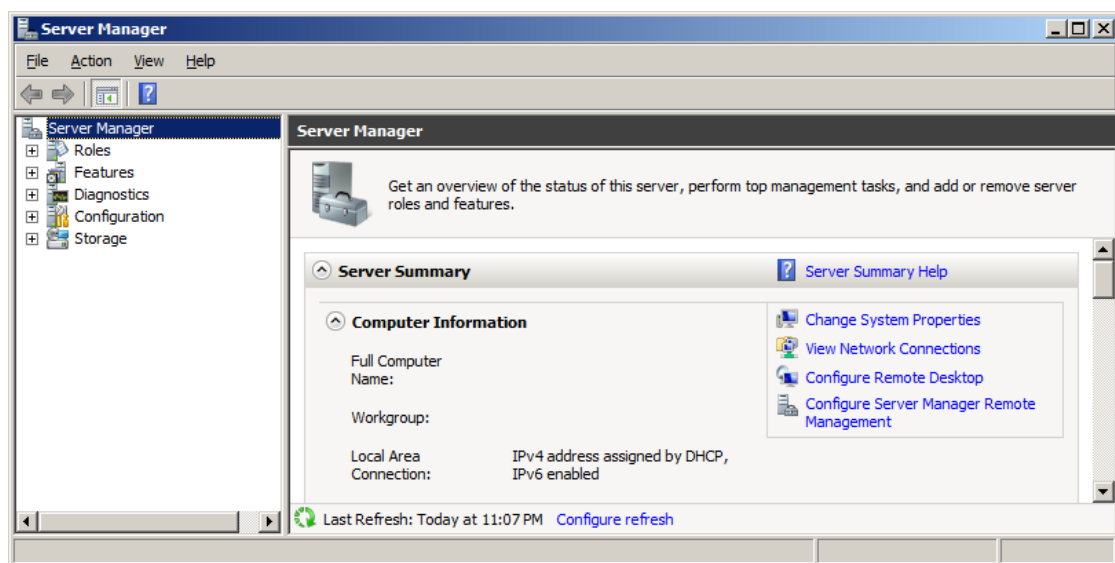 Server Manager
File Action View Help
Server Manager
Roles
Features
Diagnostics
Configuration
Storage
Server Manager
Get an overview of the status of this server, perform top management tasks, and add or remove server
roles and features.
Server Summary
Server Summary Help
Computer Information
Full Computer
Name:
Workgroup:
Local Area
Connection:
IPv4 address assigned by DHCP,
IPv6 enabled
Change System Properties
View Network Connections
Configure Remote Desktop
Configure Server Manager Remote
Management
Last Refresh: Today at 11:07 PM Configure refresh